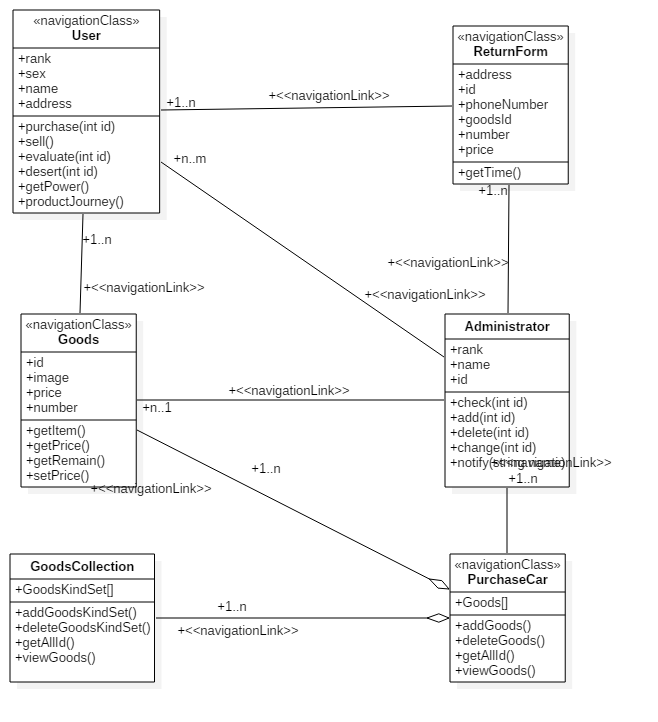 «navigationClass»
User
+rank
+sex
+name
+address
+purchase(int id)
+sell()
+evaluate(int id)
+desert(int id)
+getPower()
+productJourney()
«navigationClass»
ReturnForm
+address
+id
+phoneNumber
+goodsId
+number
+price
+getTime()
+1..n
+<<navigationLink>>
+n..m
+1..n
+1..n
+<<navigationLink>>
+<<navigationLink>>
+<<navigationLink>>
«navigationClass»
Goods
+id
+image
+price
+number
+getItem()
+getPrice()
+getRemain()
+setPrice()
Administrator
+rank
+name
+id
+check(int id)
+add(int id)
+delete(int id)
+change(int id)
+notify(string name)
+<<navigationLink>>
+1..n
+<<navigationLink>>
+n..1
+1..n
+<<navigationLink>>
GoodsCollection
+GoodsKindSet[]
+addGoodsKindSet()
+deleteGoodsKindSet()
+getAllId()
+viewGoods()
+1..n
+<<navigationLink>>
«navigationClass»
PurchaseCar
+Goods[]
+addGoods()
+deleteGoods()
+getAllId()
+viewGoods()